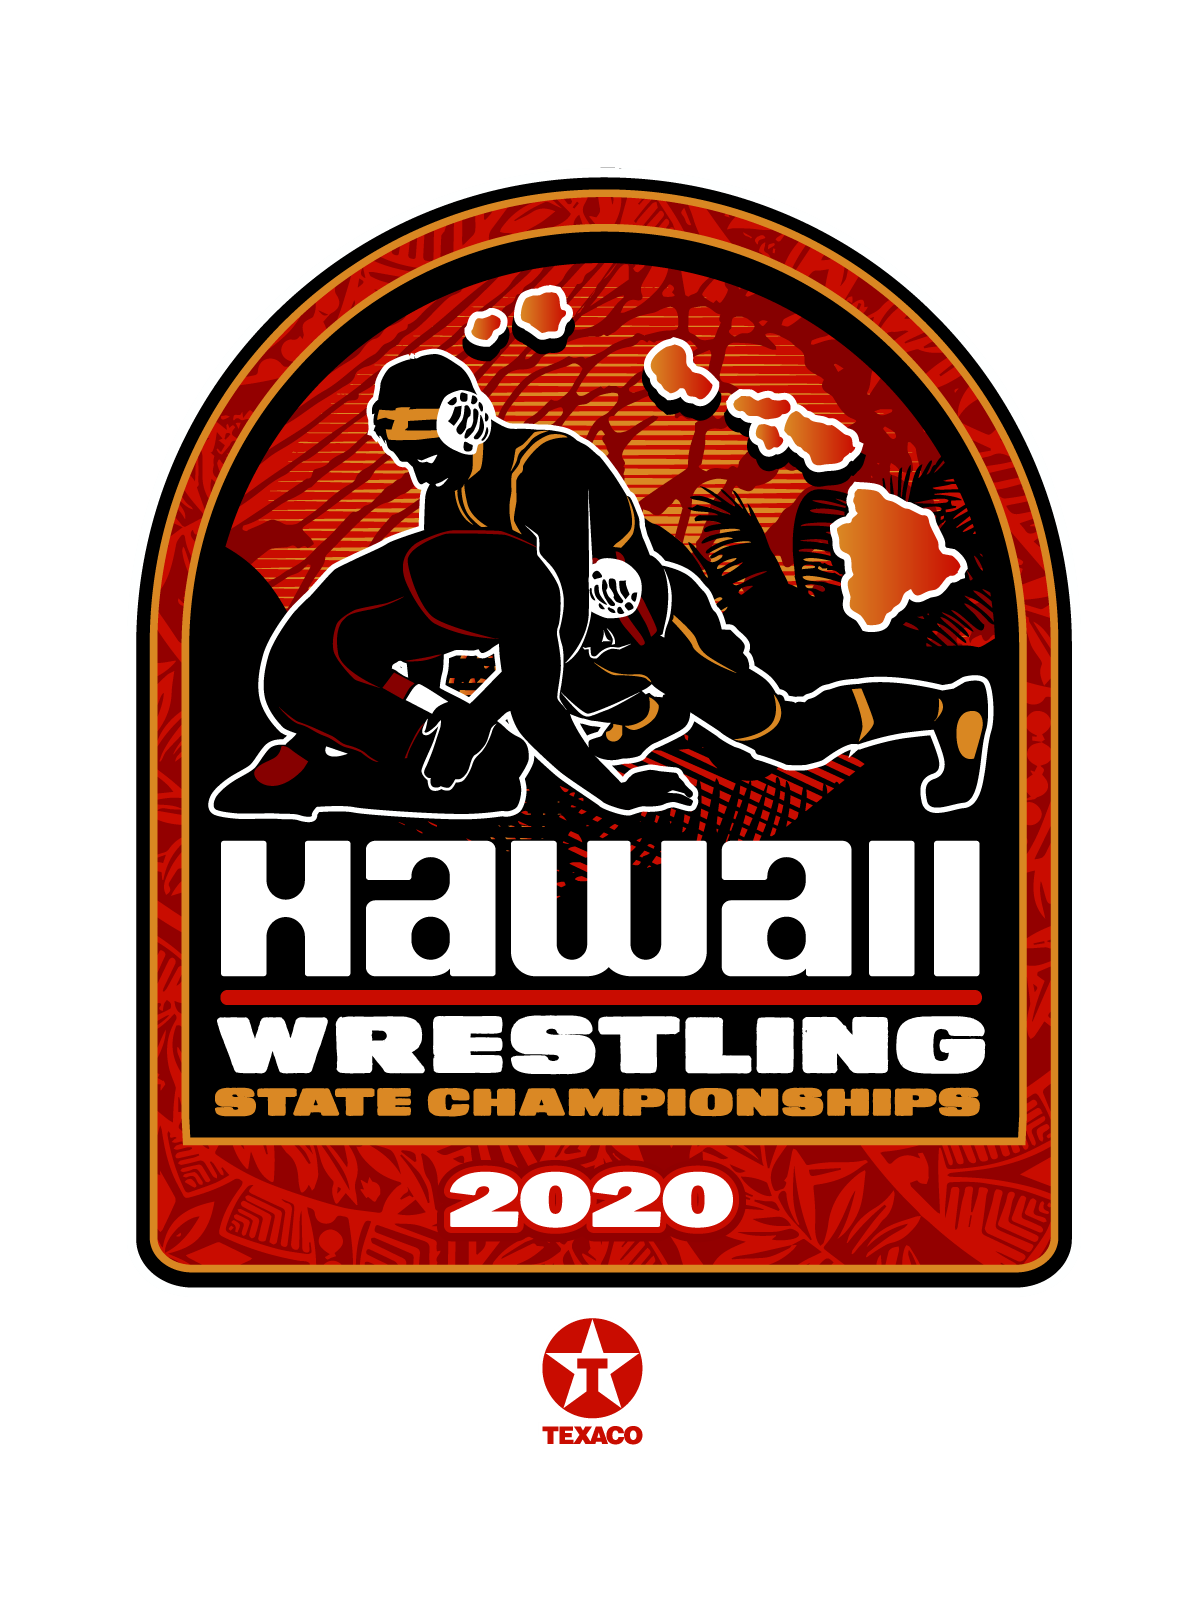 Hawaii
WRESTLING
STATE CHAMPIONSHIPS
2020
T
TEXACO